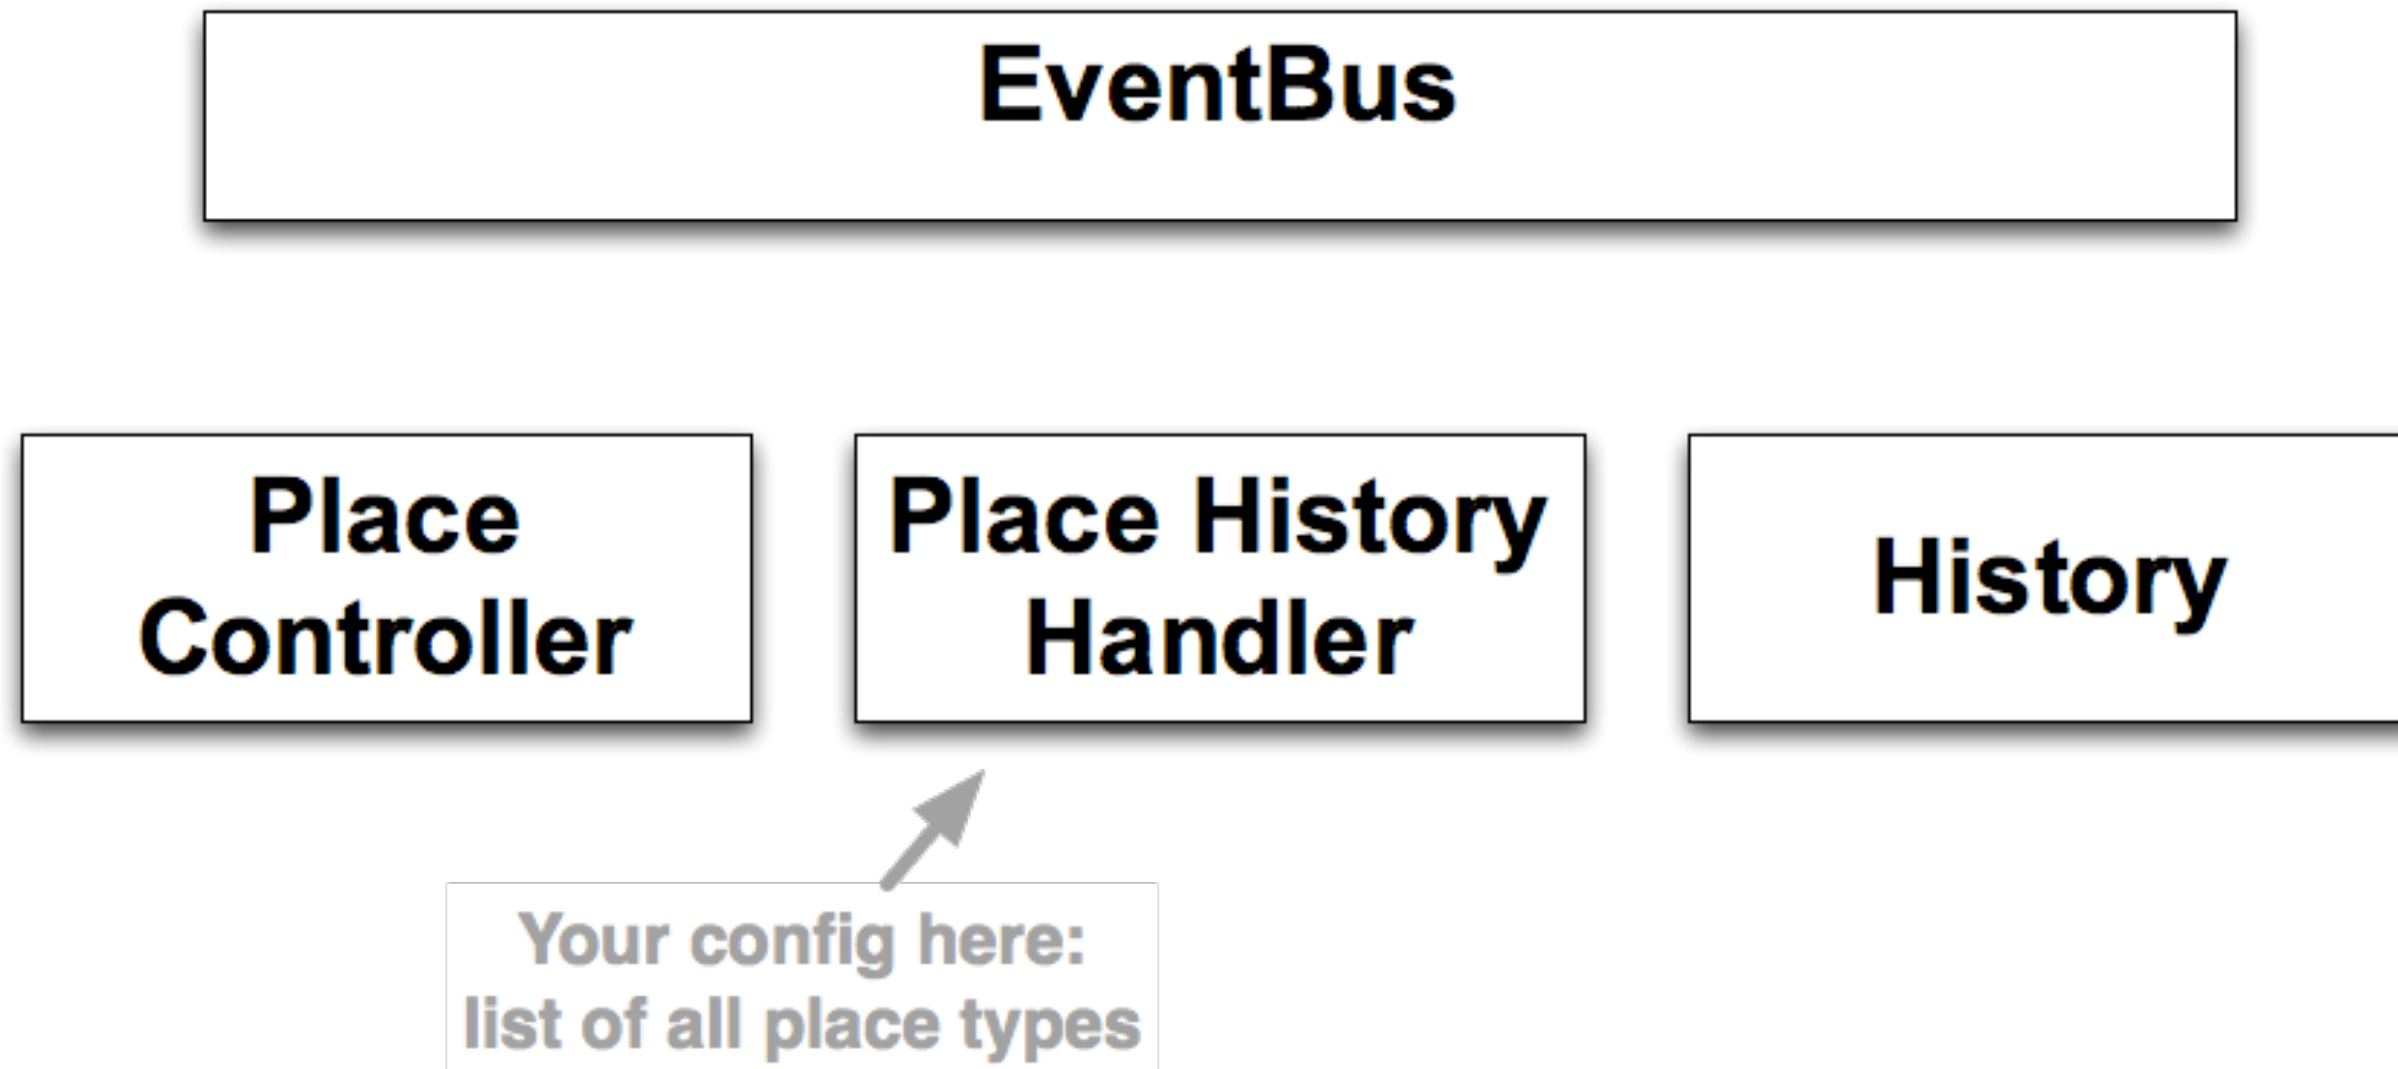 EventBus
Place
Controller
Place History
Handler
History
Your config here:
list of all place types